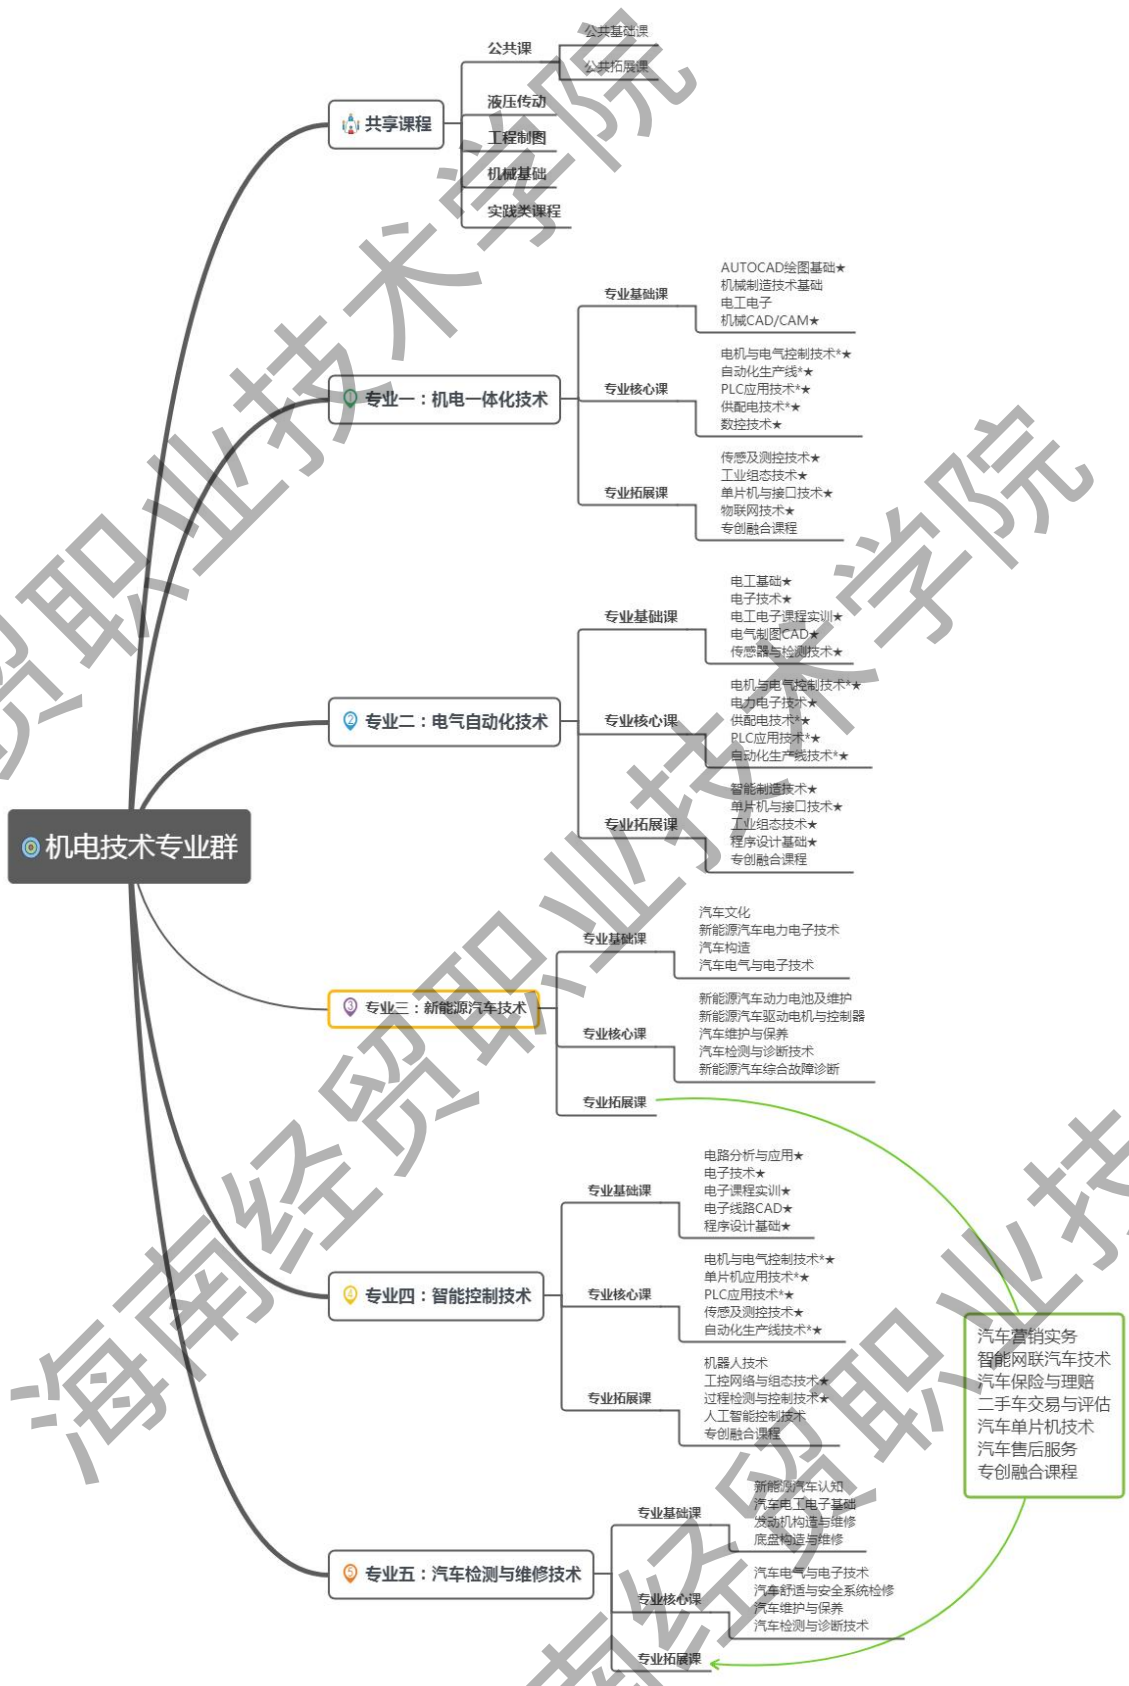 公共课
公共基础课
公共拓展课
液压传动
工程制图
机械基础
实践类课程
共享课程
机电技术专业群
专业一：机电一体化技术
专业基础课
AUTOCAD绘图基础★
机械制造技术基础
电工电子
机械CAD/CAM★
专业核心课
电机与电气控制技术*★
自动化生产线*★
PLC应用技术*★
供配电技术*★
数控技术★
专业拓展课
传感及测控技术★
工业组态技术★
单片机与接口技术★
物联网技术★
专创融合课程
专业二：电气自动化技术
专业基础课
电工基础★
电子技术★
电工电子课程实训★
电气制图CAD★
传感器与检测技术★
专业核心课
电机与电气控制技术*★
电力电子技术★
供配电技术*★
PLC应用技术*★
自动化生产线技术*★
专业拓展课
智能制造技术★
单片机与接口技术★
工业组态技术★
程序设计基础★
专创融合课程
专业三：新能源汽车技术
专业基础课
汽车文化
新能源汽车电力电子技术
汽车构造
汽车电气与电子技术
专业核心课
新能源汽车动力电池及维护
新能源汽车驱动电机与控制器
汽车维护与保养
汽车检测与诊断技术
新能源汽车综合故障诊断
专业拓展课
专业四：智能控制技术
专业基础课
电路分析与应用★
电子技术★
电子课程实训★
电子线路CAD★
程序设计基础★
专业核心课
电机与电气控制技术*★
单片机应用技术*★
PLC应用技术*★
传感及测控技术★
自动化生产线技术*★
专业拓展课
机器人技术
工控网络与组态技术★
过程检测与控制技术★
人工智能控制技术
专创融合课程
汽车营销实务
智能网联汽车技术
汽车保险与理赔
二手车交易与评估
汽车单片机技术
汽车售后服务
专创融合课程
专业五：汽车检测与维修技术
专业基础课
新能源汽车认知
汽车电工电子基础
发动机构造与维修
底盘构造与维修
专业核心课
汽车电气与电子技术
汽车舒适与安全系统检修
汽车维护与保养
汽车检测与诊断技术
专业拓展课
贸职业技术学院
海南经贸职业技术学院
南经贸职业技